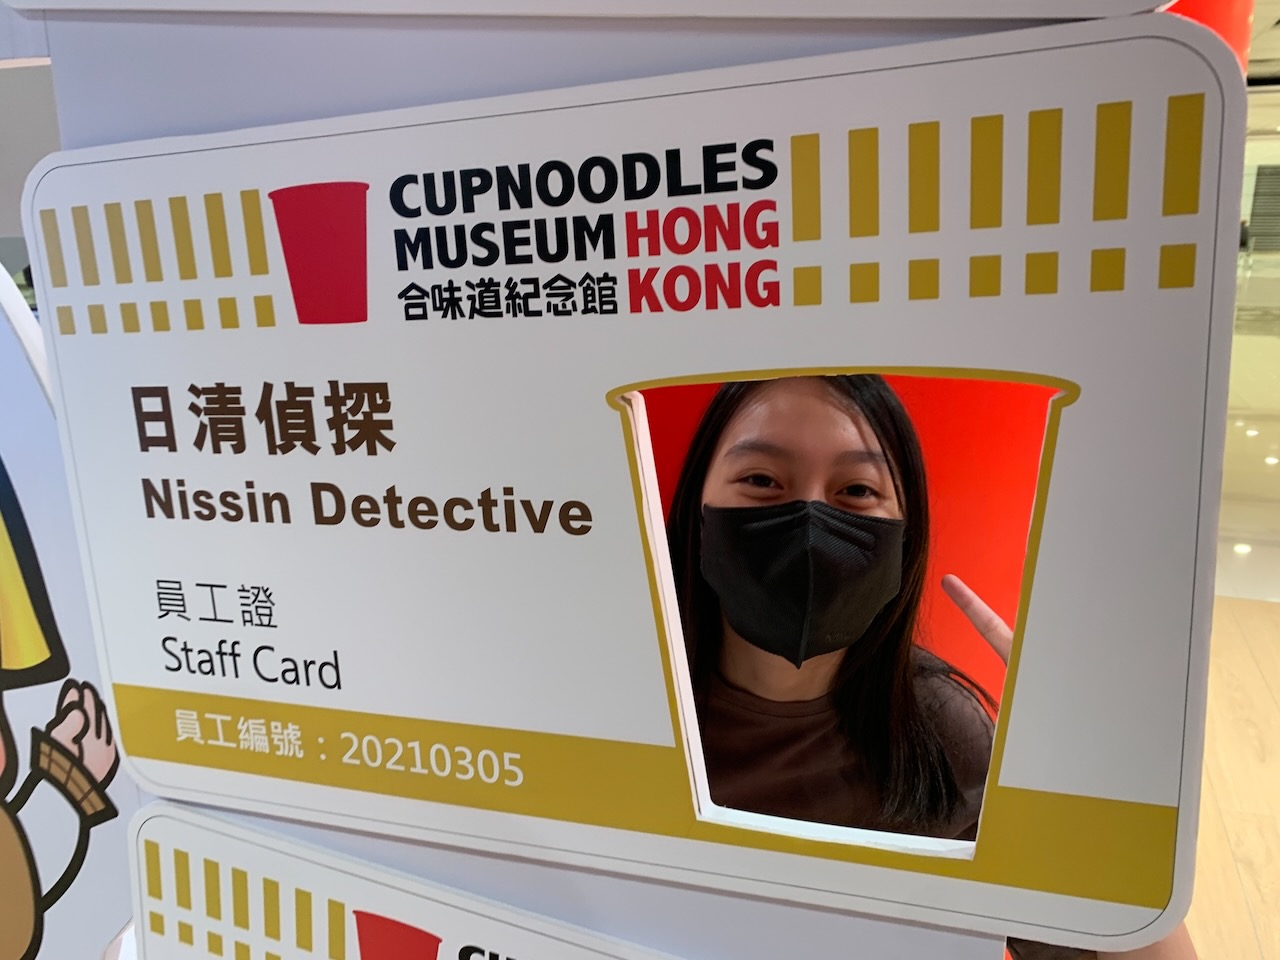 CUPNOODLES
MUSEUM HONG
合味道紀念館 KONG
日清偵探
Nissin Detective
員工證
Staff Card
員工編號：20210305